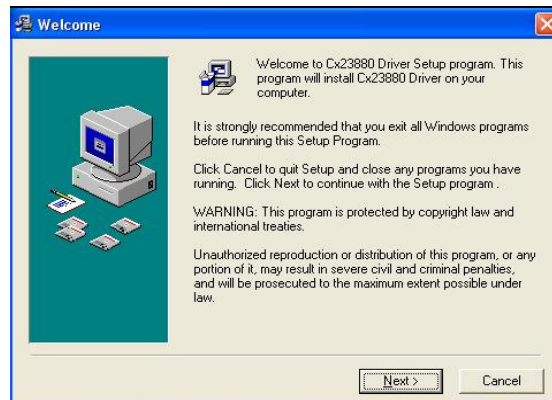 Welcome
Welcome to Cx23880 Driver Setup program. This
program will install Cx23880 Driver on your
computer.
It is strongly recommended that you exit all Windows programs
before running this Setup Program.
Click Cancel to quit Setup and close any programs you have
running. Click Next to continue with the Setup program .
WARNING: This program is protected by copyright law and
international treaties.
Unauthorized reproduction or distribution of this program, or any
portion of it, may result in severe civil and criminal penalties,
and will be prosecuted to the maximum extent possible under
law.
Next >
Cancel